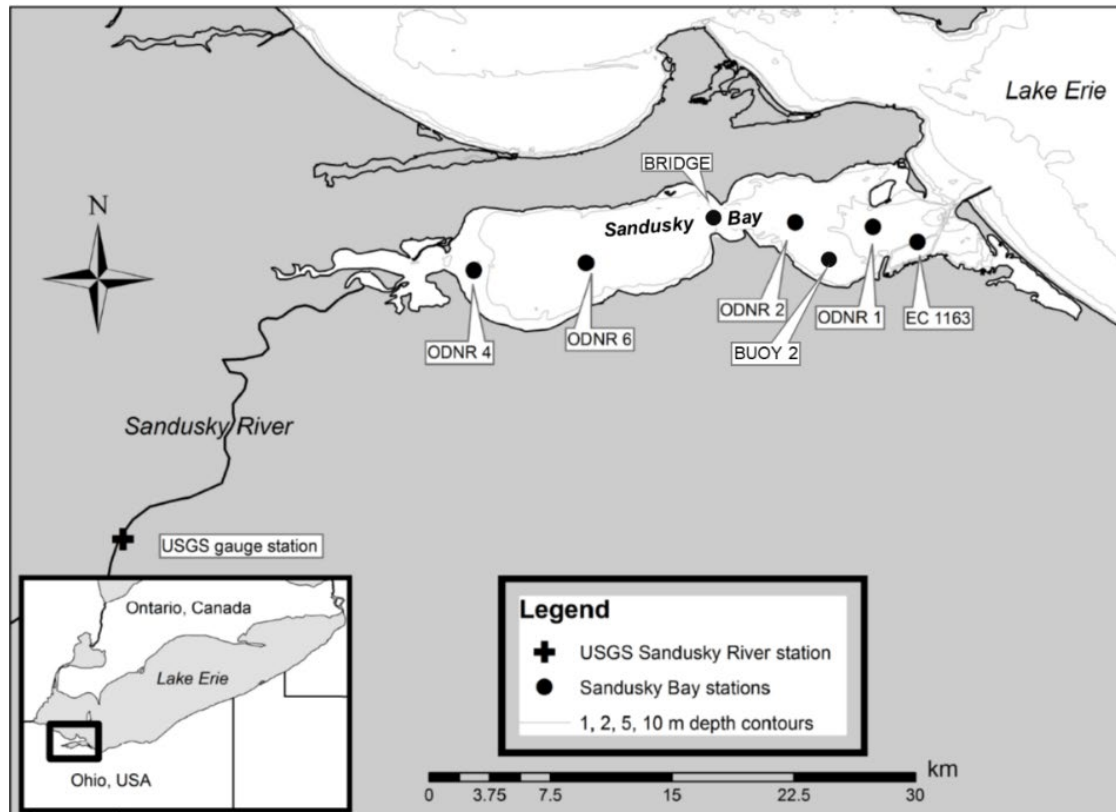 Lake Erie
BRIDGE
N
Sandusky Bay
ODNR 4
ODNR 6
ODNR 2
BUOY 2
ODNR 1
EC 1163
Sandusky River
USGS gauge station
Ontario, Canada
Lake Erie
Ohio, USA
Legend
USGS Sandusky River station
Sandusky Bay stations
1, 2, 5, 10 m depth contours
km
0 3.75 7.5 15 22.5 30